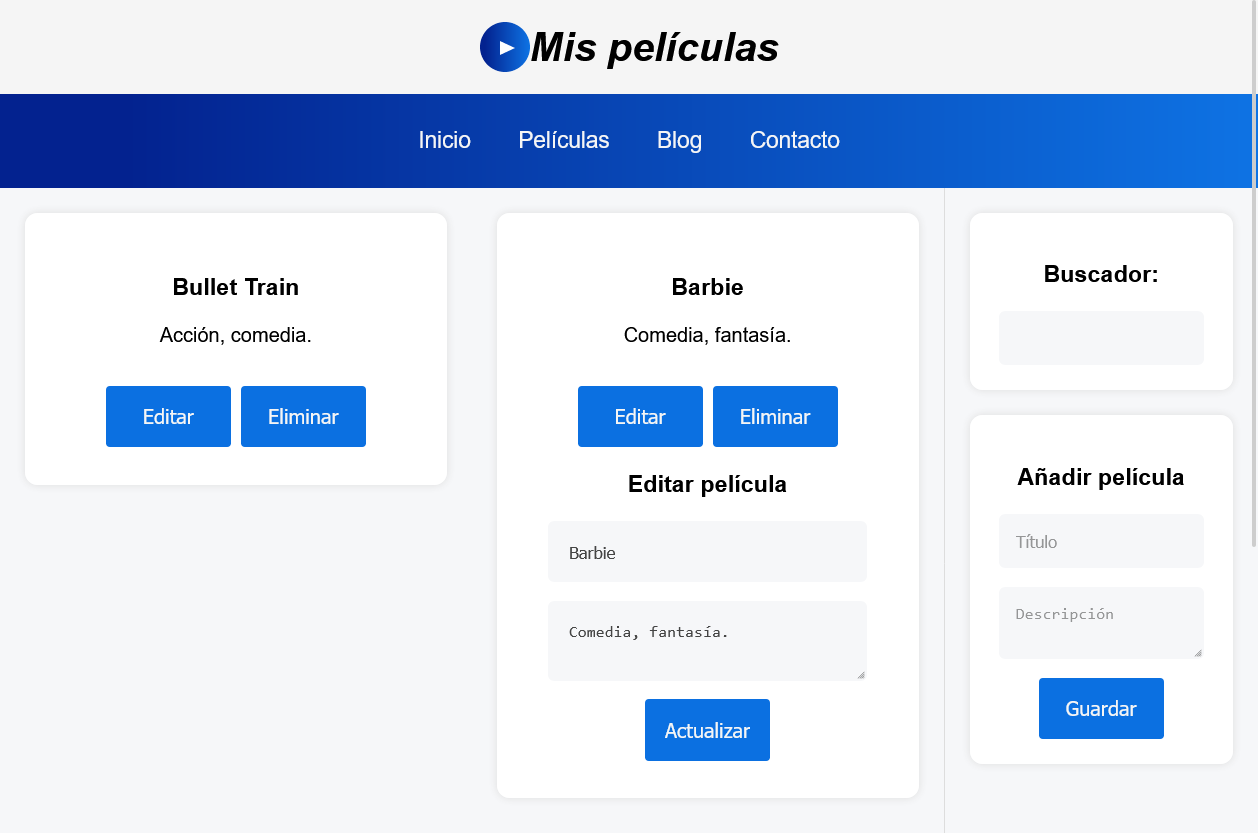 Mis películas
Inicio Películas Blog Contacto
Bullet Train
Acción, comedia.
Editar Eliminar
Barbie
Comedia, fantasía.
Editar Eliminar
Editar película
Barbie
Comedia, fantasía.
Actualizar
Buscador:
Añadir película
Título
Descripción
Guardar